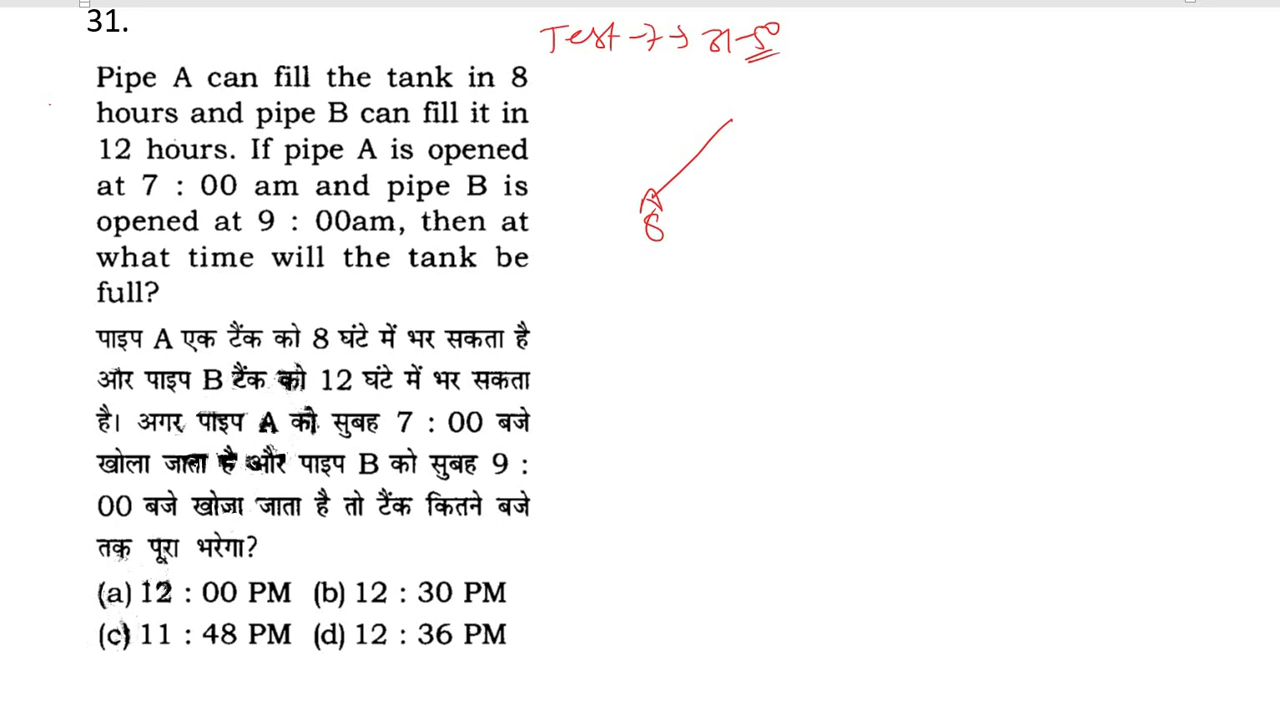 31.
Test-7→31-50
Pipe A can fill the tank in 8
hours and pipe B can fill it in
12 hours. If pipe A is opened
at 7 : 00 am and pipe B is
opened at 9 : 00am, then at
what time will the tank be
full?
A
8
पाइप A एक टैंक को 8 घंटे में भर सकता है
और पाइप B टैंक को 12 घंटे में भर सकता
है। अगर पाइप A को सुबह 7 : 00 बजे
खोला जाता है और पाइप B को सुबह 9 :
00 बजे खोजा जाता है तो टैंक कितने बजे
तक पूरा भरेगा?
(a) 12 : 00 PM (b) 12 : 30 PM
(c) 11 : 48 PM (d) 12 : 36 PM